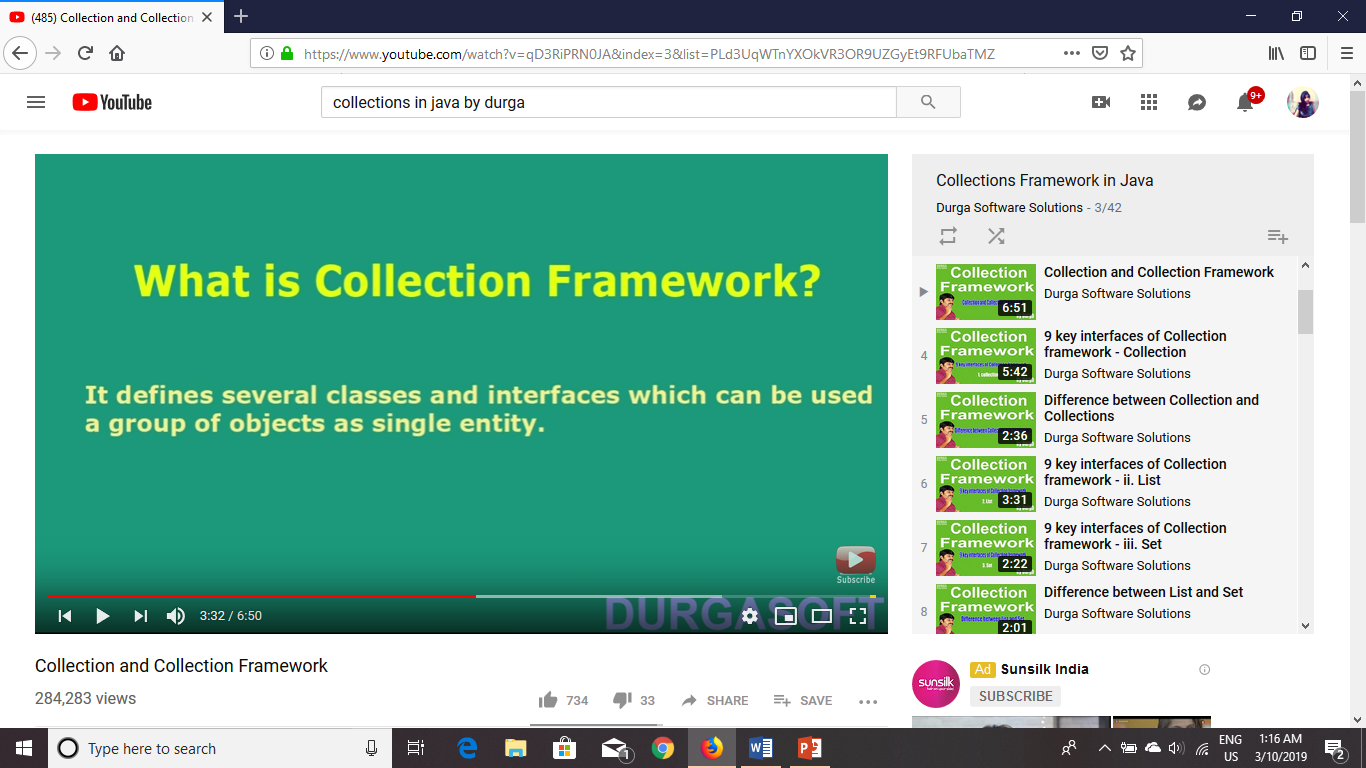 (485) Collection and Collection
https://www.youtube.com/watch?v=qD3RiPRN0JA&index=3&list=PLd3UqWTnYXOkVR3OR9UZGyEt9RFUbaTMZ
YouTube
collections in java by durga
9+
What is Collection Framework?
It defines several classes and interfaces which can be used
a group of objects as single entity.
Subscribe
3:32 / 6:50
DURGASOFT
Collection and Collection Framework
284,283 views
734
33
SHARE
SAVE
Collections Framework in Java
Durga Software Solutions - 3/42
Collection
Framework
6:51
Collection and Collection Framework
Durga Software Solutions
4
Collection
Framework
5:42
9 key interfaces of Collection
framework - Collection
Durga Software Solutions
5
Collection
Framework
2:36
Difference between Collection and
Collections
Durga Software Solutions
6
Collection
Framework
3:31
9 key interfaces of Collection
framework - ii. List
Durga Software Solutions
7
Collection
Framework
2:22
9 key interfaces of Collection
framework - iii. Set
Durga Software Solutions
8
Collection
Framework
2:01
Difference between List and Set
Durga Software Solutions
sunsilk
Ad Sunsilk India
SUBSCRIBE
Type here to search
1
ENG
US
1:16 AM
3/10/2019
2